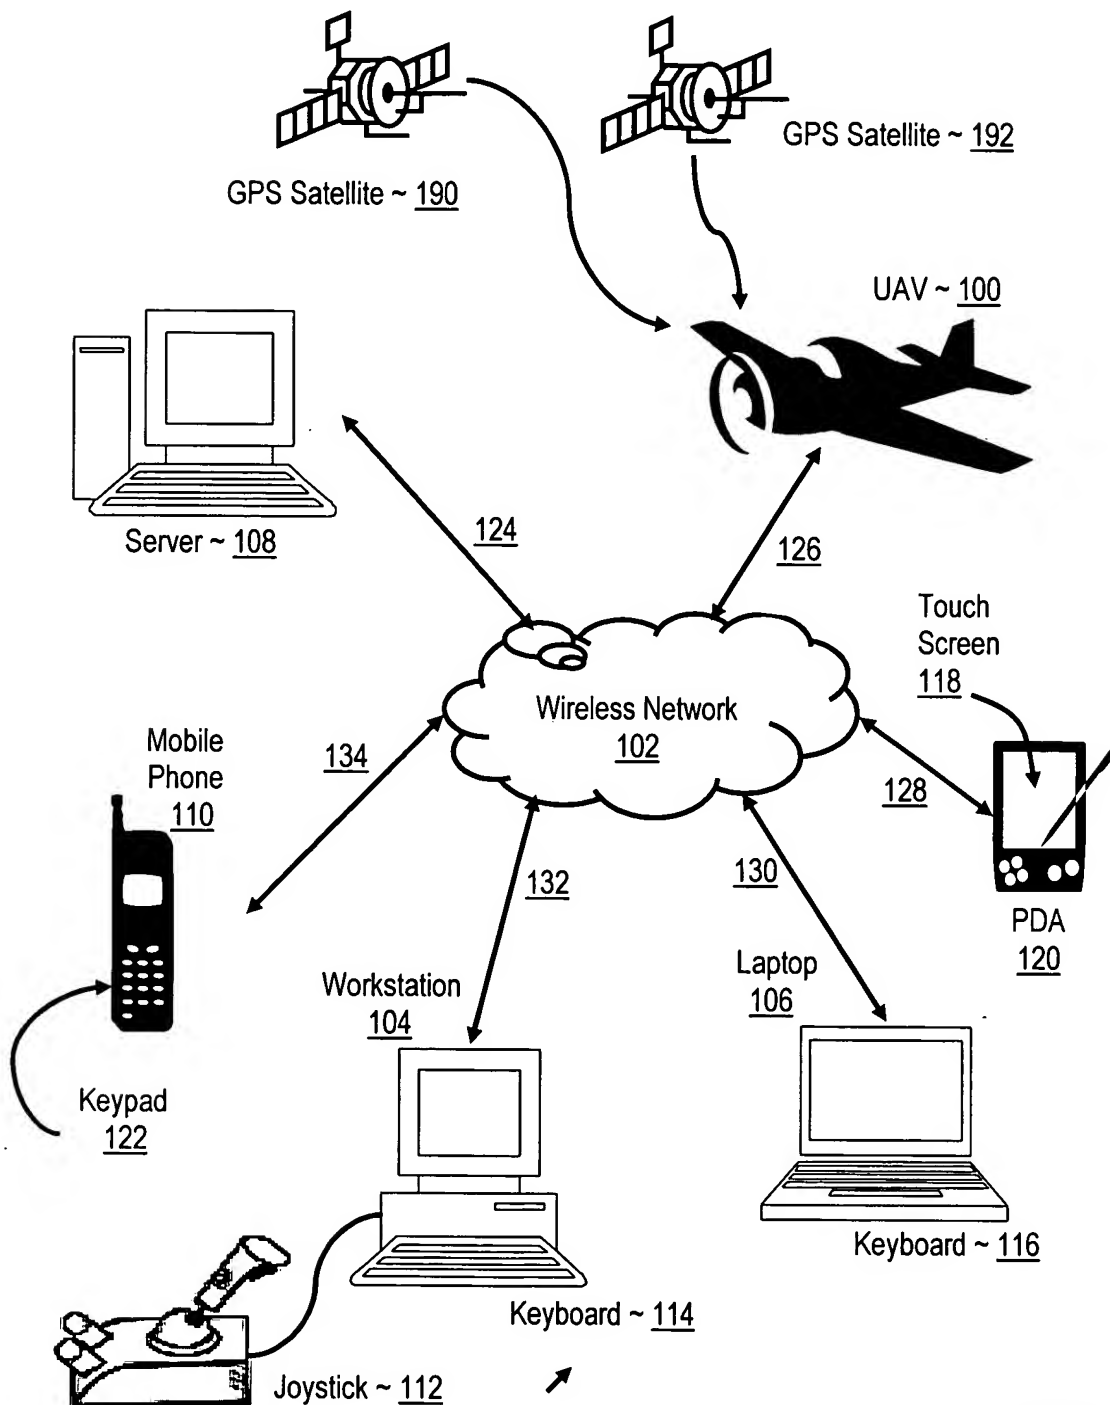 GPS Satellite ~ 190
GPS Satellite ~ 192
UAV ~ 100
Server ~ 108
124
126
Touch
Screen
118
Wireless Network
102
Mobile
Phone
110
134
128
132
130
PDA
120
Workstation
104
Laptop
106
Keypad
122
Keyboard ~ 116
Keyboard ~ 114
Joystick ~ 112